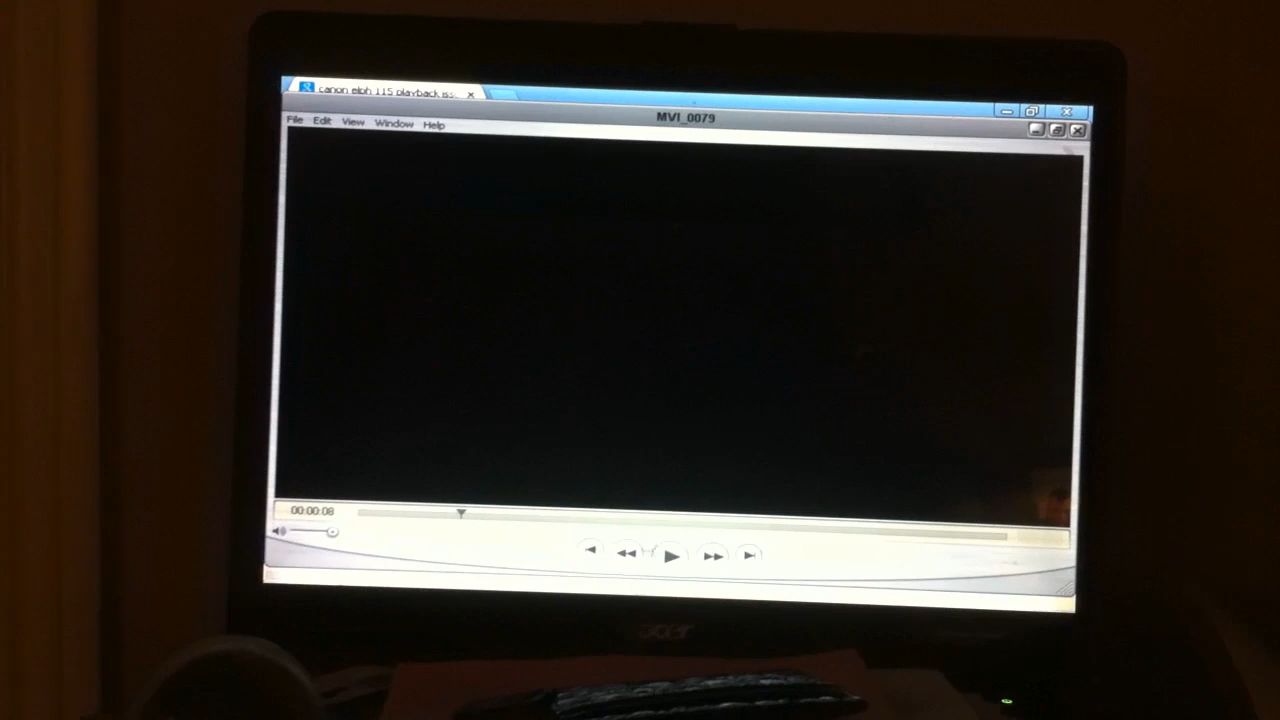 canon elph 115 playback iss...
MVI_0079
File Edit View Window Help
00:00:08
acer